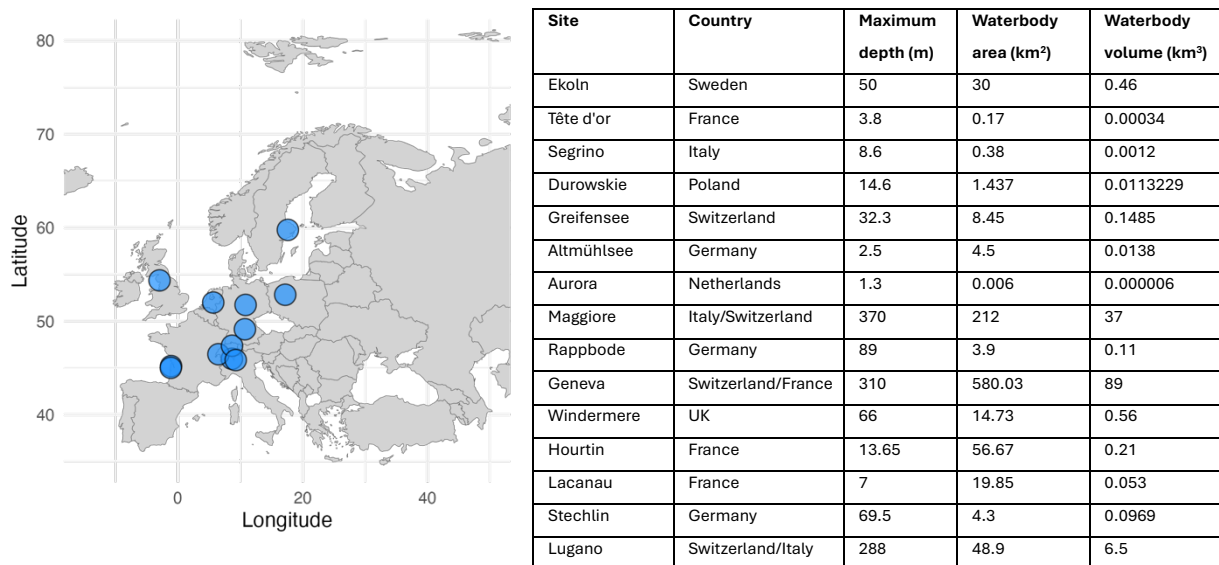 80
70
60
50
40
Latitude
0
20
40
Longitude
Site Country Maximum depth (m) Waterbody area (km²) Waterbody volume (km³)
Ekoln Sweden 50 30 0.46
Tête d'or France 3.8 0.17 0.00034
Segrino Italy 8.6 0.38 0.0012
Durowskie Poland 14.6 1.437 0.0113229
Greifensee Switzerland 32.3 8.45 0.1485
Altmühlsee Germany 2.5 4.5 0.0138
Aurora Netherlands 1.3 0.006 0.000006
Maggiore Italy/Switzerland 370 212 37
Rappbode Germany 89 3.9 0.11
Geneva Switzerland/France 310 580.03 89
Windermere UK 66 14.73 0.56
Hourtin France 13.65 56.67 0.21
Lacanau France 7 19.85 0.053
Stechlin Germany 69.5 4.3 0.0969
Lugano Switzerland/Italy 288 48.9 6.5